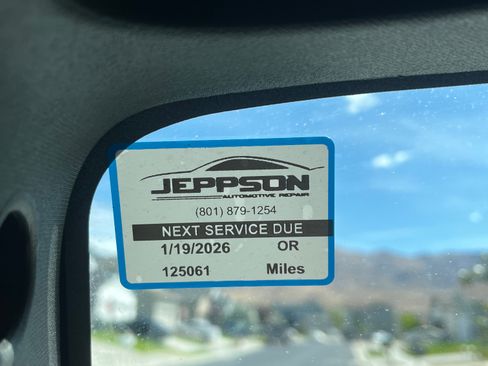 JEPPSON
AUTOMOTIVE REPAIR
(801) 879-1254
NEXT SERVICE DUE
1/19/2026 OR
125061 Miles